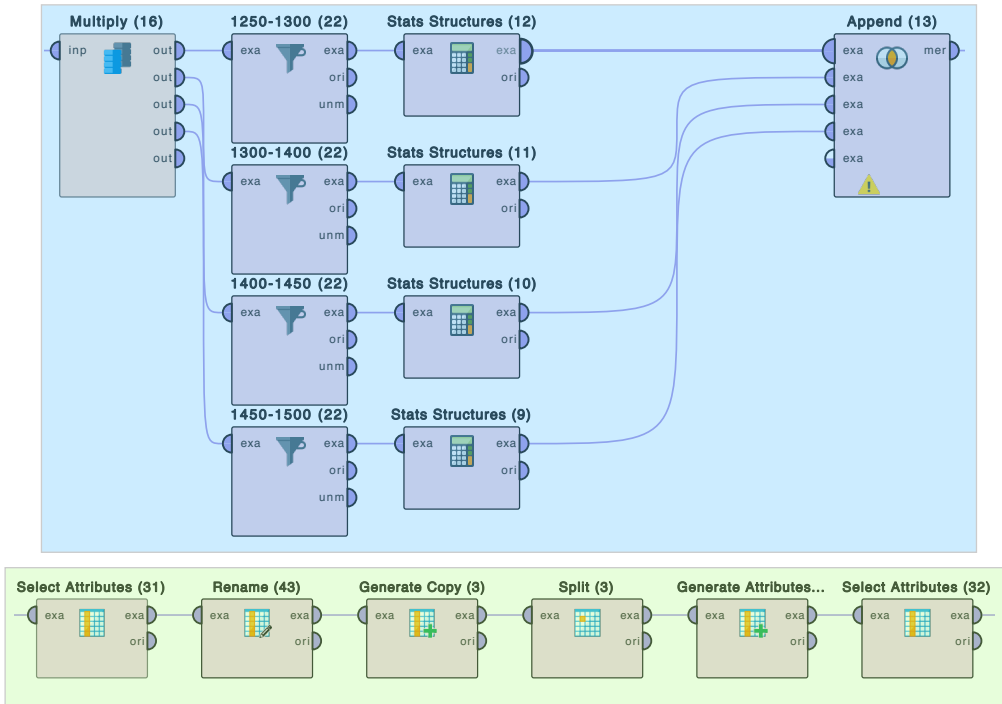 Multiply (16)
1250-1300 (22)
Stats Structures (12)
Append (13)
inp out exa exa exa exa exa mer
out ori ori exa
out unm exa
out exa
out exa
1300-1400 (22)
Stats Structures (11)
exa exa exa exa
ori ori
unm
1400-1450 (22)
Stats Structures (10)
exa exa exa exa
ori ori
unm
1450-1500 (22)
Stats Structures (9)
exa exa exa exa
ori ori
unm
Select Attributes (31)
Rename (43)
Generate Copy (3)
Split (3)
Generate Attributes...
Select Attributes (32)
exa exa exa exa exa exa exa exa exa exa exa exa
ori ori ori ori ori ori